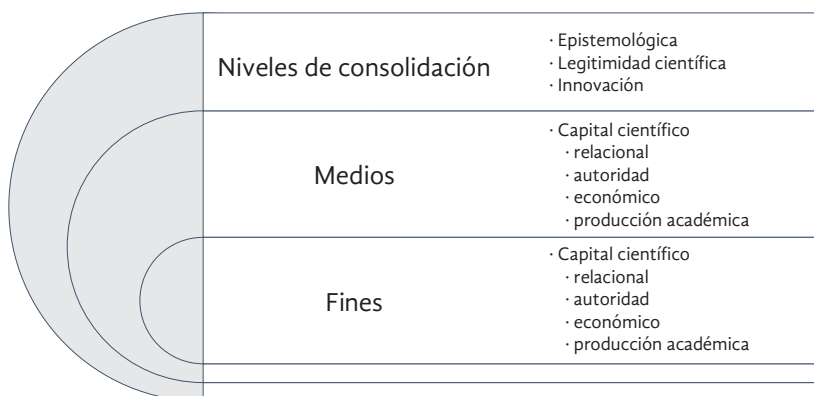 Niveles de consolidación
· Epistemológica
· Legitimidad científica
· Innovación
Medios
· Capital científico
· relacional
· autoridad
· económico
· producción académica
Fines
· Capital científico
· relacional
· autoridad
· económico
· producción académica